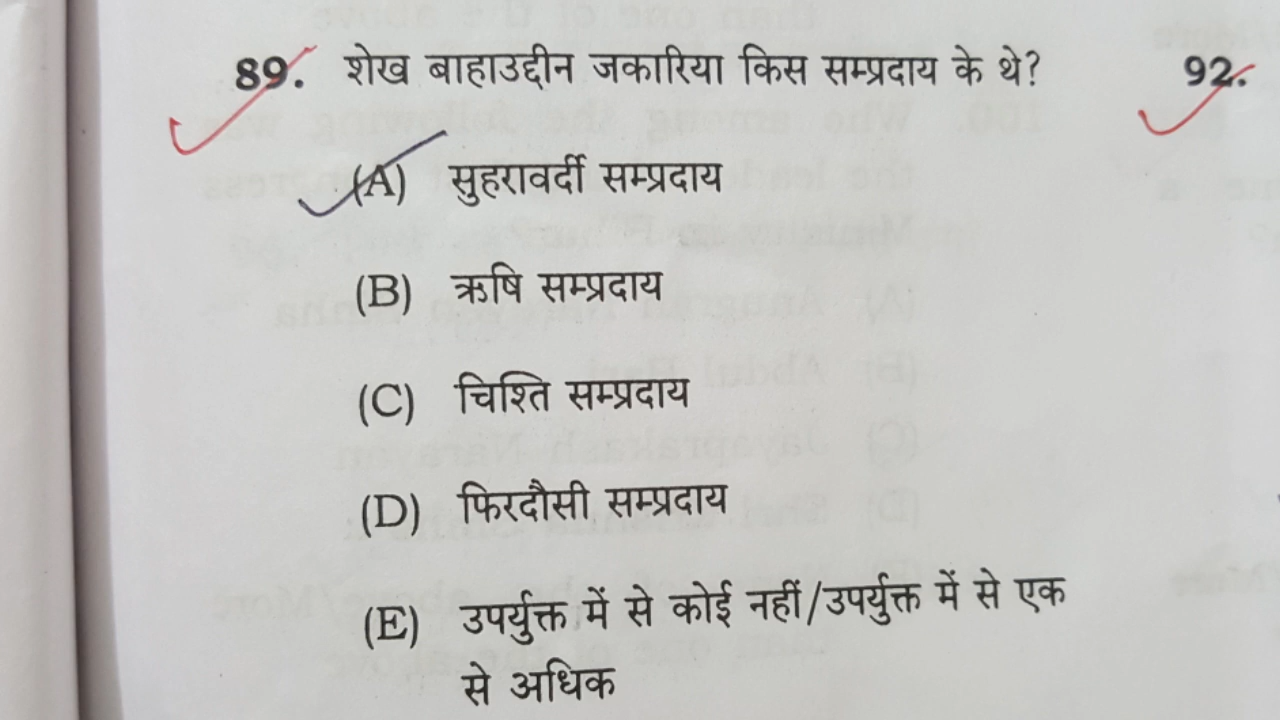 89. शेख बाहाउद्दीन जकारिया किस सम्प्रदाय के थे?
92.
(A) सुहरावर्दी सम्प्रदाय
(B) ऋषि सम्प्रदाय
(C) चिश्ति सम्प्रदाय
(D) फिरदौसी सम्प्रदाय
(E) उपर्युक्त में से कोई नहीं/उपर्युक्त में से एक
से अधिक